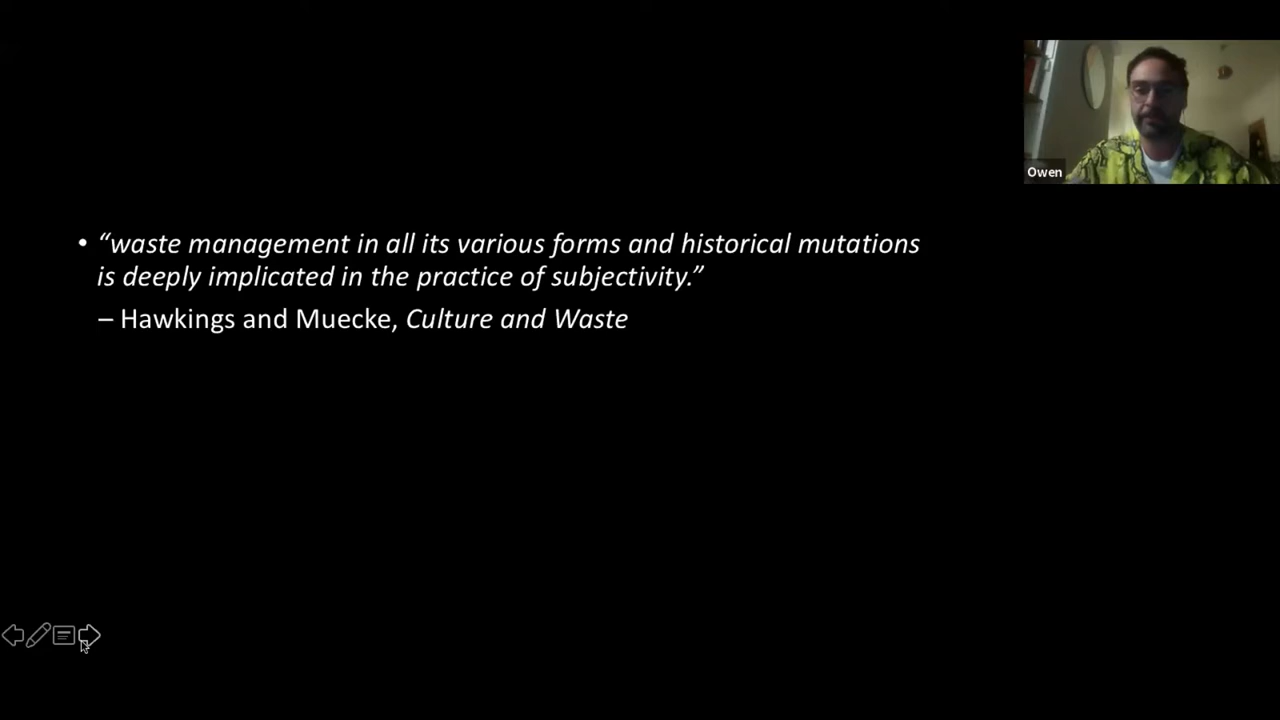 Owen
• “waste management in all its various forms and historical mutations
is deeply implicated in the practice of subjectivity.”
– Hawkings and Muecke, Culture and Waste